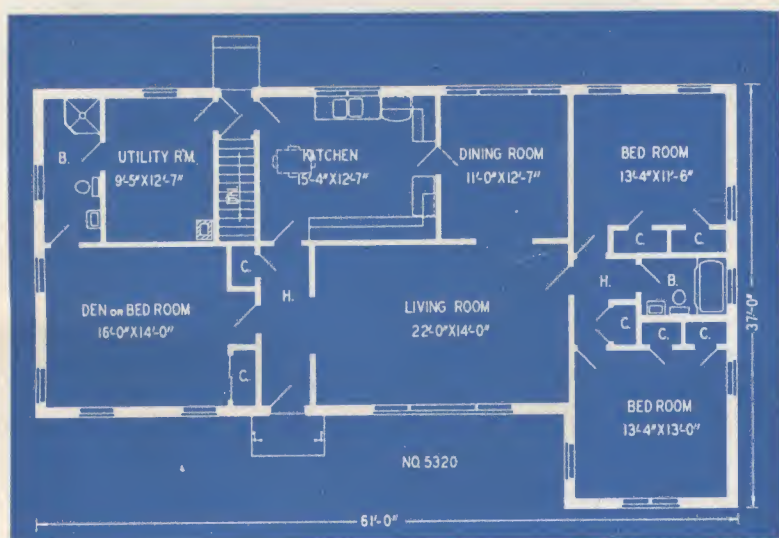 B.
UTILITY RM.
9'-5"X12'-7"
KITCHEN
15'-4"X12'-7"
DINING ROOM
11'-0"X12'-7"
BED ROOM
13'-4"X11'-6"
C.
C.
C.
H.
H.
B.
DEN OR BED ROOM
16'-0"X14'-0"
LIVING ROOM
22'-0"X14'-0"
C.
C.
C.
C.
BED ROOM
13'-4"X13'-0"
NO. 5320
37'-0"
61'-0"